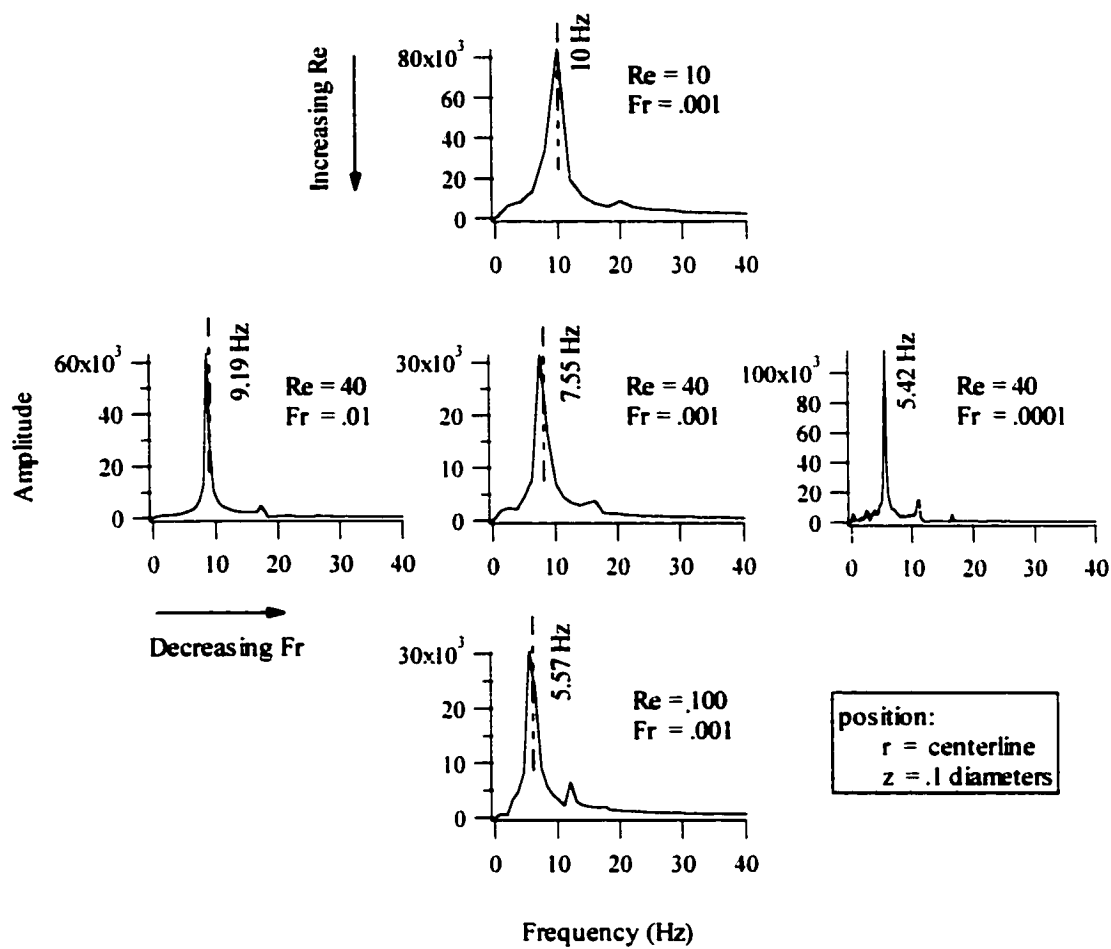 Increasing Re
80x10³
60
40
20
0
0 10 20 30 40
10 Hz
Re = 10
Fr = .001
Amplitude
60x10³
40
20
0
0 10 20 30 40
9.19 Hz
Re = 40
Fr = .01
30x10³
20
10
0
0 10 20 30 40
7.55 Hz
Re = 40
Fr = .001
100x10³
80
60
40
20
0
0 10 20 30 40
5.42 Hz
Re = 40
Fr = .0001
Decreasing Fr
30x10³
20
10
0
0 10 20 30 40
5.57 Hz
Re = .100
Fr = .001
position:
r = centerline
z = .1 diameters
Frequency (Hz)